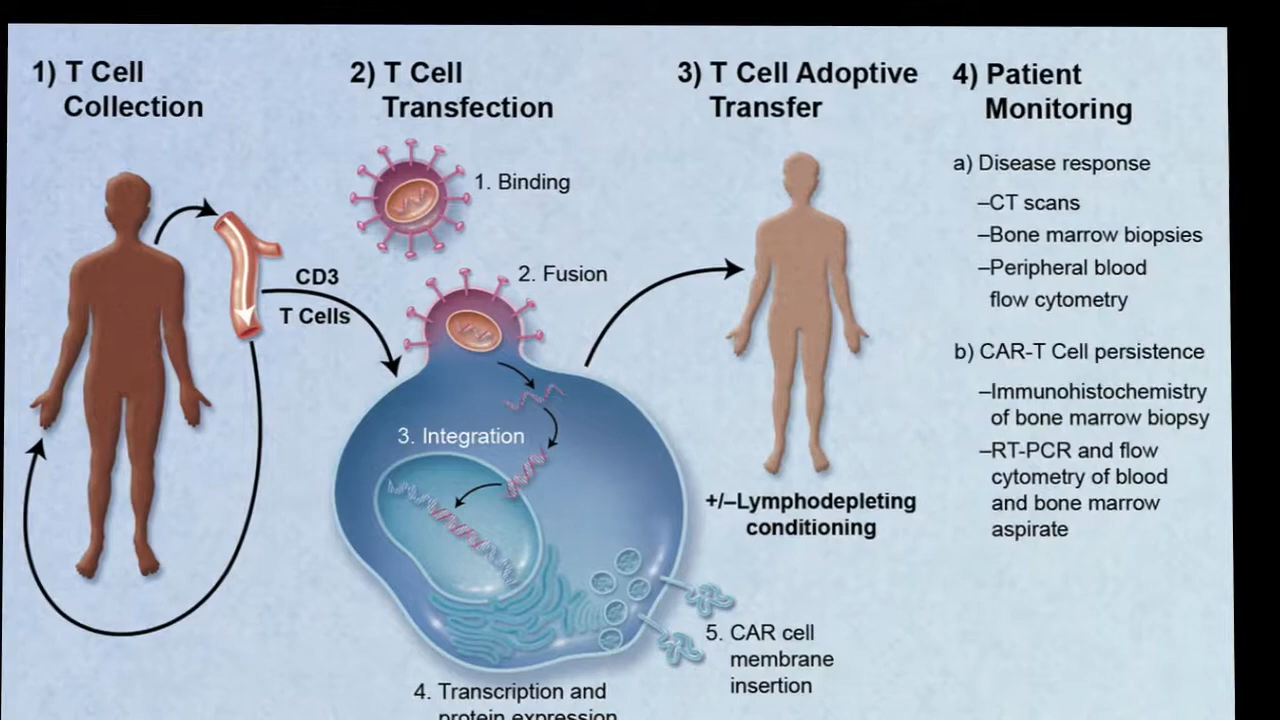 1) T Cell
Collection
2) T Cell
Transfection
3) T Cell Adoptive
Transfer
4) Patient
Monitoring
1. Binding
2. Fusion
CD3
T Cells
3. Integration
4. Transcription and
protein expression
5. CAR cell
membrane
insertion
+/–Lymphodepleting
conditioning
a) Disease response
–CT scans
–Bone marrow biopsies
–Peripheral blood
flow cytometry
b) CAR-T Cell persistence
–Immunohistochemistry
of bone marrow biopsy
–RT-PCR and flow
cytometry of blood
and bone marrow
aspirate